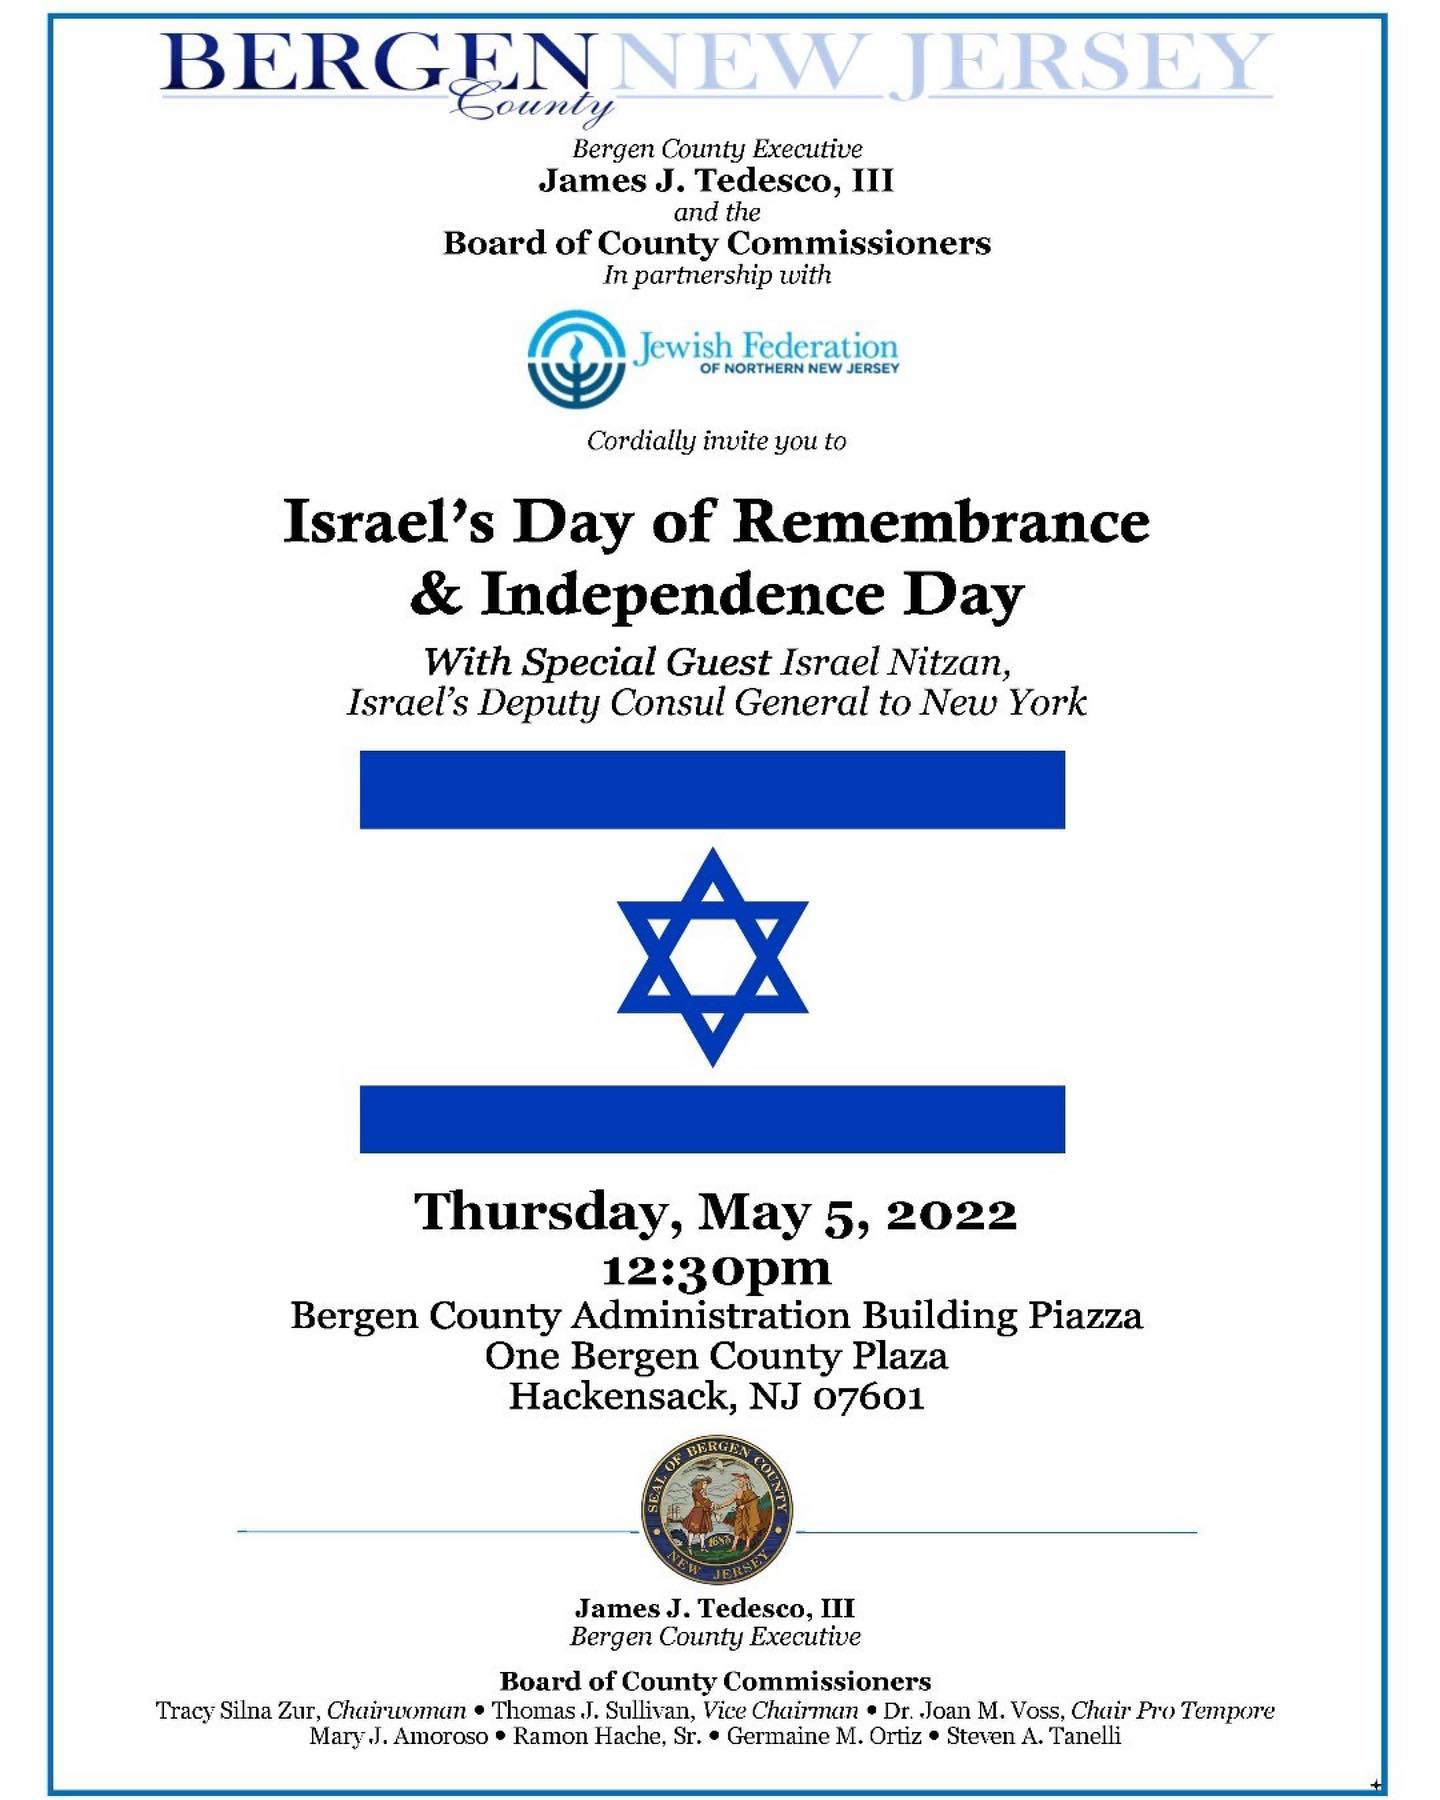 BERGEN County NEW JERSEY
Bergen County Executive
James J. Tedesco, III
and the
Board of County Commissioners
In partnership with
Jewish Federation
OF NORTHERN NEW JERSEY
Cordially invite you to
Israel's Day of Remembrance
& Independence Day
With Special Guest Israel Nitzan,
Israel's Deputy Consul General to New York
Thursday, May 5, 2022
12:30pm
Bergen County Administration Building Piazza
One Bergen County Plaza
Hackensack, NJ 07601
SEAL OF BERGEN COUNTY
NEW JERSEY
James J. Tedesco, III
Bergen County Executive
Board of County Commissioners
Tracy Silna Zur, Chairwoman • Thomas J. Sullivan, Vice Chairman • Dr. Joan M. Voss, Chair Pro Tempore
Mary J. Amoroso • Ramon Hache, Sr. • Germaine M. Ortiz • Steven A. Tanelli